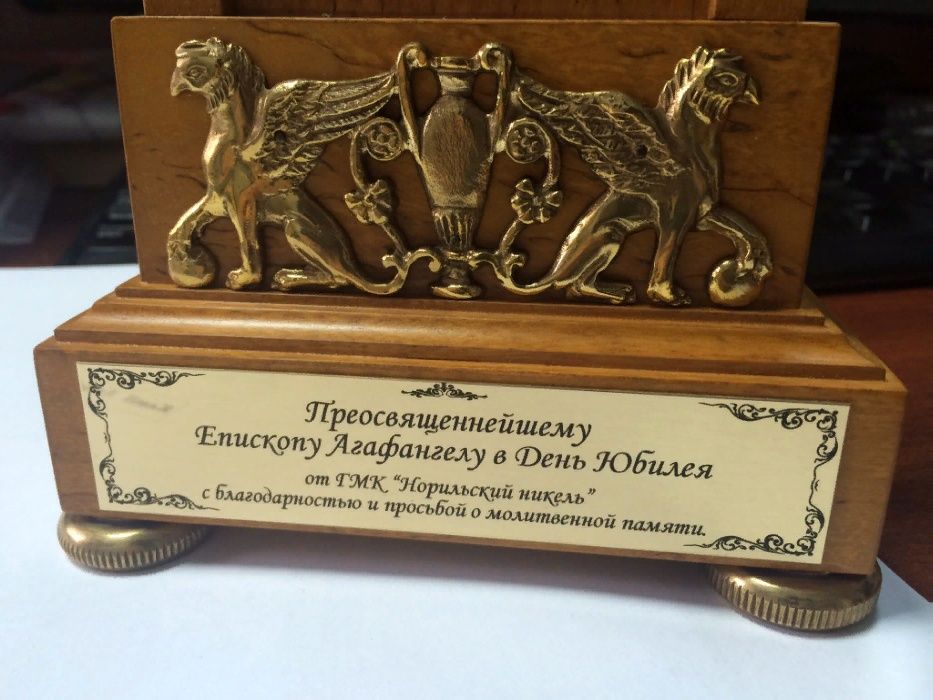 Преосвященнейшему
Епископу Агафангелу в День Юбилея
от ГМК "Норильский никель"
с благодарностью и просьбой о молитвенной памяти.